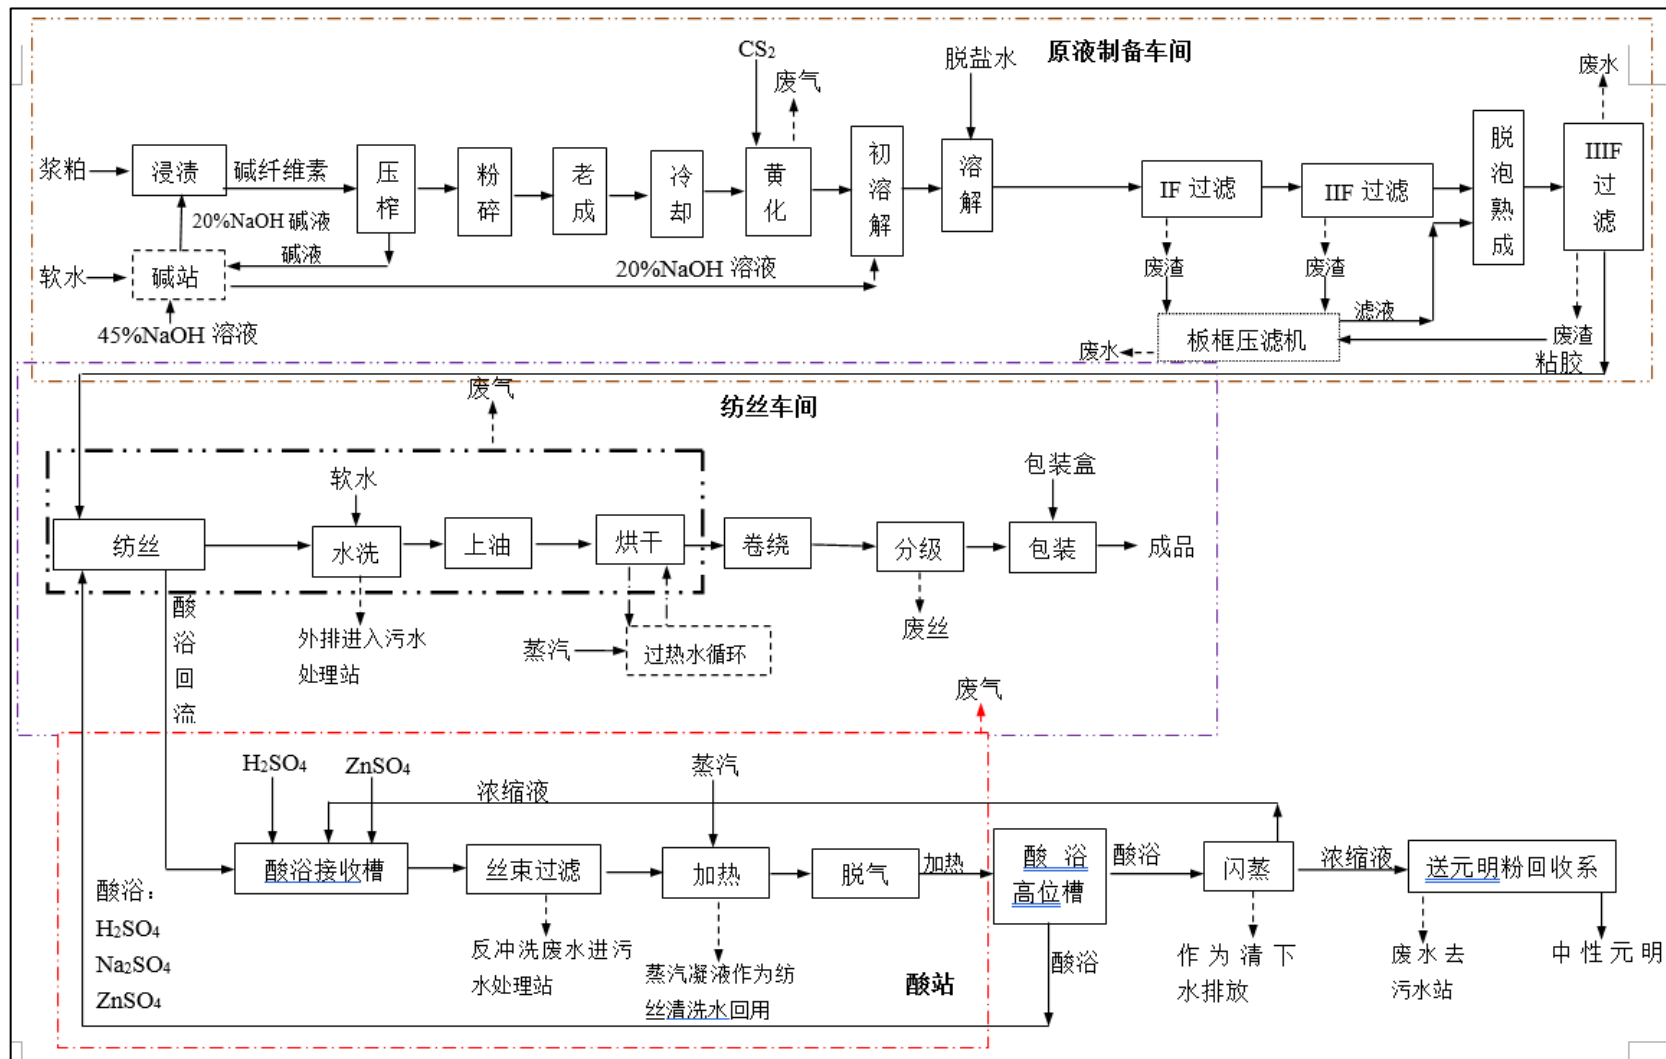 原液制备车间
CS2
脱盐水
废气
废水
浆粕
浸渍
碱纤维素
压榨
粉碎
老成
冷却
黄化
初溶解
溶解
IF 过滤
IIF 过滤
脱泡熟成
IIIF过滤
20%NaOH 碱液
碱液
软水
碱站
20%NaOH 溶液
45%NaOH 溶液
废渣
废渣
滤液
板框压滤机
废水
废渣
粘胶
纺丝车间
废气
软水
包装盒
纺丝
水洗
上油
烘干
卷绕
分级
包装
成品
酸浴回流
外排进入污水
处理站
蒸汽
过热水循环
废丝
废气
H2SO4
ZnSO4
蒸汽
浓缩液
酸浴接收槽
丝束过滤
加热
脱气
加热
酸浴
高位槽
酸浴
闪蒸
浓缩液
送元明粉回收系
酸浴：
H2SO4
Na2SO4
ZnSO4
反冲洗废水进污
水处理站
蒸汽凝液作为纺
丝清洗水回用
酸站
酸浴
作为清下
水排放
废水去
污水站
中性元明